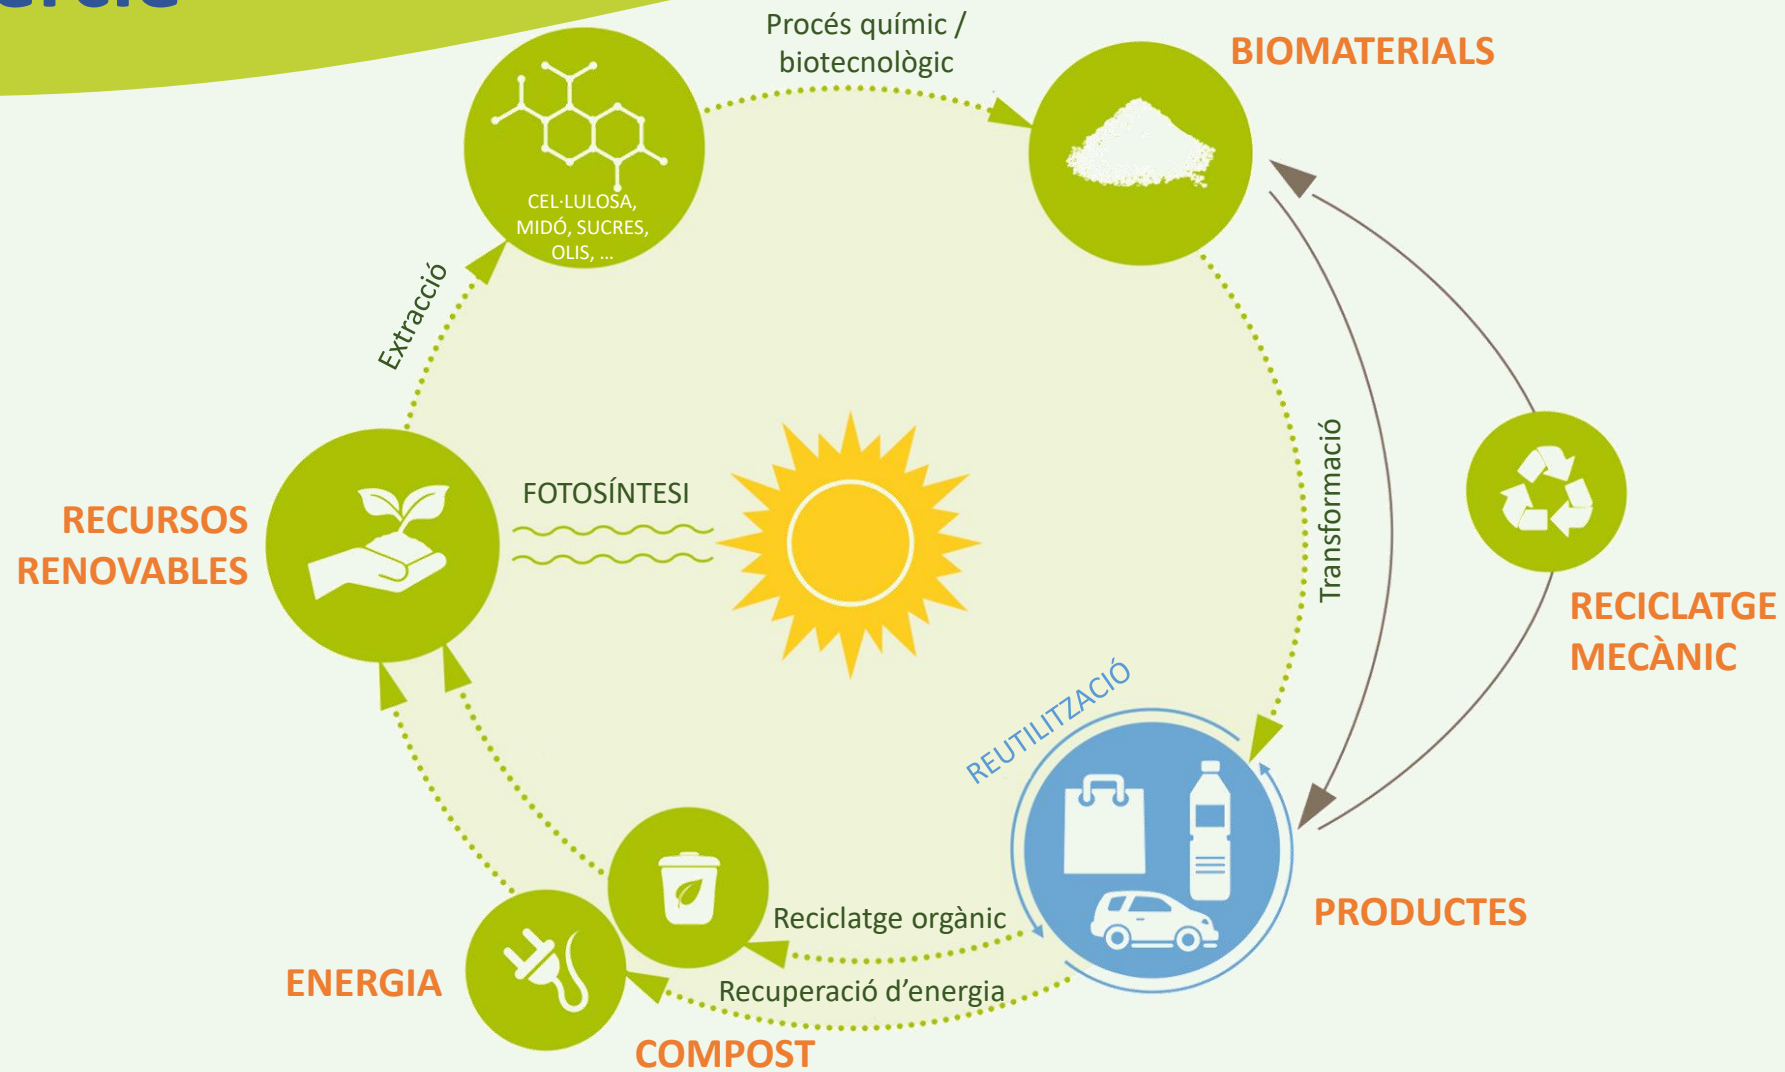 Procés químic /
biotecnològic
BIOMATERIALS
CEL·LULOSA,
MIDÓ, SUCRES,
OLIS, ...
Extracció
Transformació
FOTOSÍNTESI
RECURSOS
RENOVABLES
RECICLATGE
MECÀNIC
REUTILITZACIÓ
PRODUCTES
Reciclatge orgànic
Recuperació d’energia
ENERGIA
COMPOST